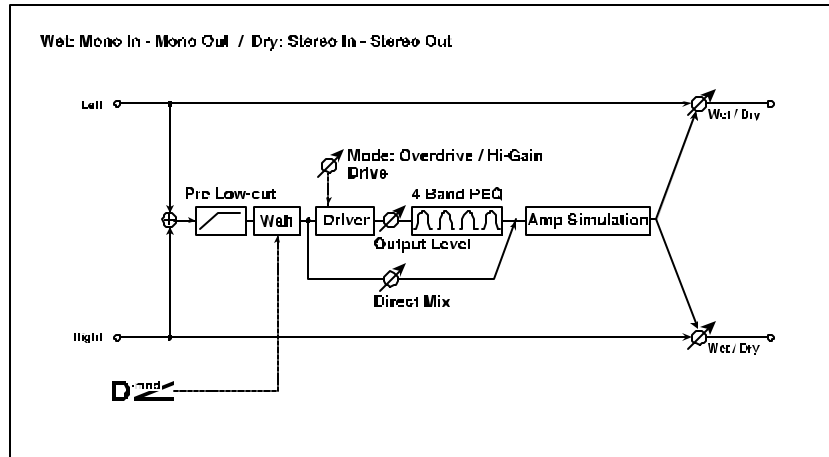 Wet: Mono In - Mono Out / Dry: Stereo In - Stereo Out
Left
Wet / Dry
Mode: Overdrive / Hi-Gain
Drive
Pre Low-cut
4 Band PEQ
Wah
Driver
Amp Simulation
Output Level
Direct Mix
Right
Wet / Dry
D-mod